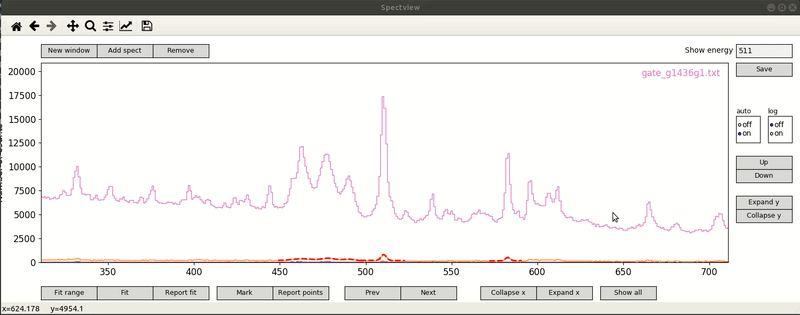 Spectview
New window Add spect Remove
Show energy 511
Save
gate_g1436g1.txt
20000
17500
15000
12500
10000
7500
5000
2500
0
350 400 450 500 550 600 650 700
auto log
off off
on on
Up
Down
Expand y
Collapse y
Fit range Fit Report fit Mark Report points Prev Next Collapse x Expand x Show all
x=624.178 y=4954.1